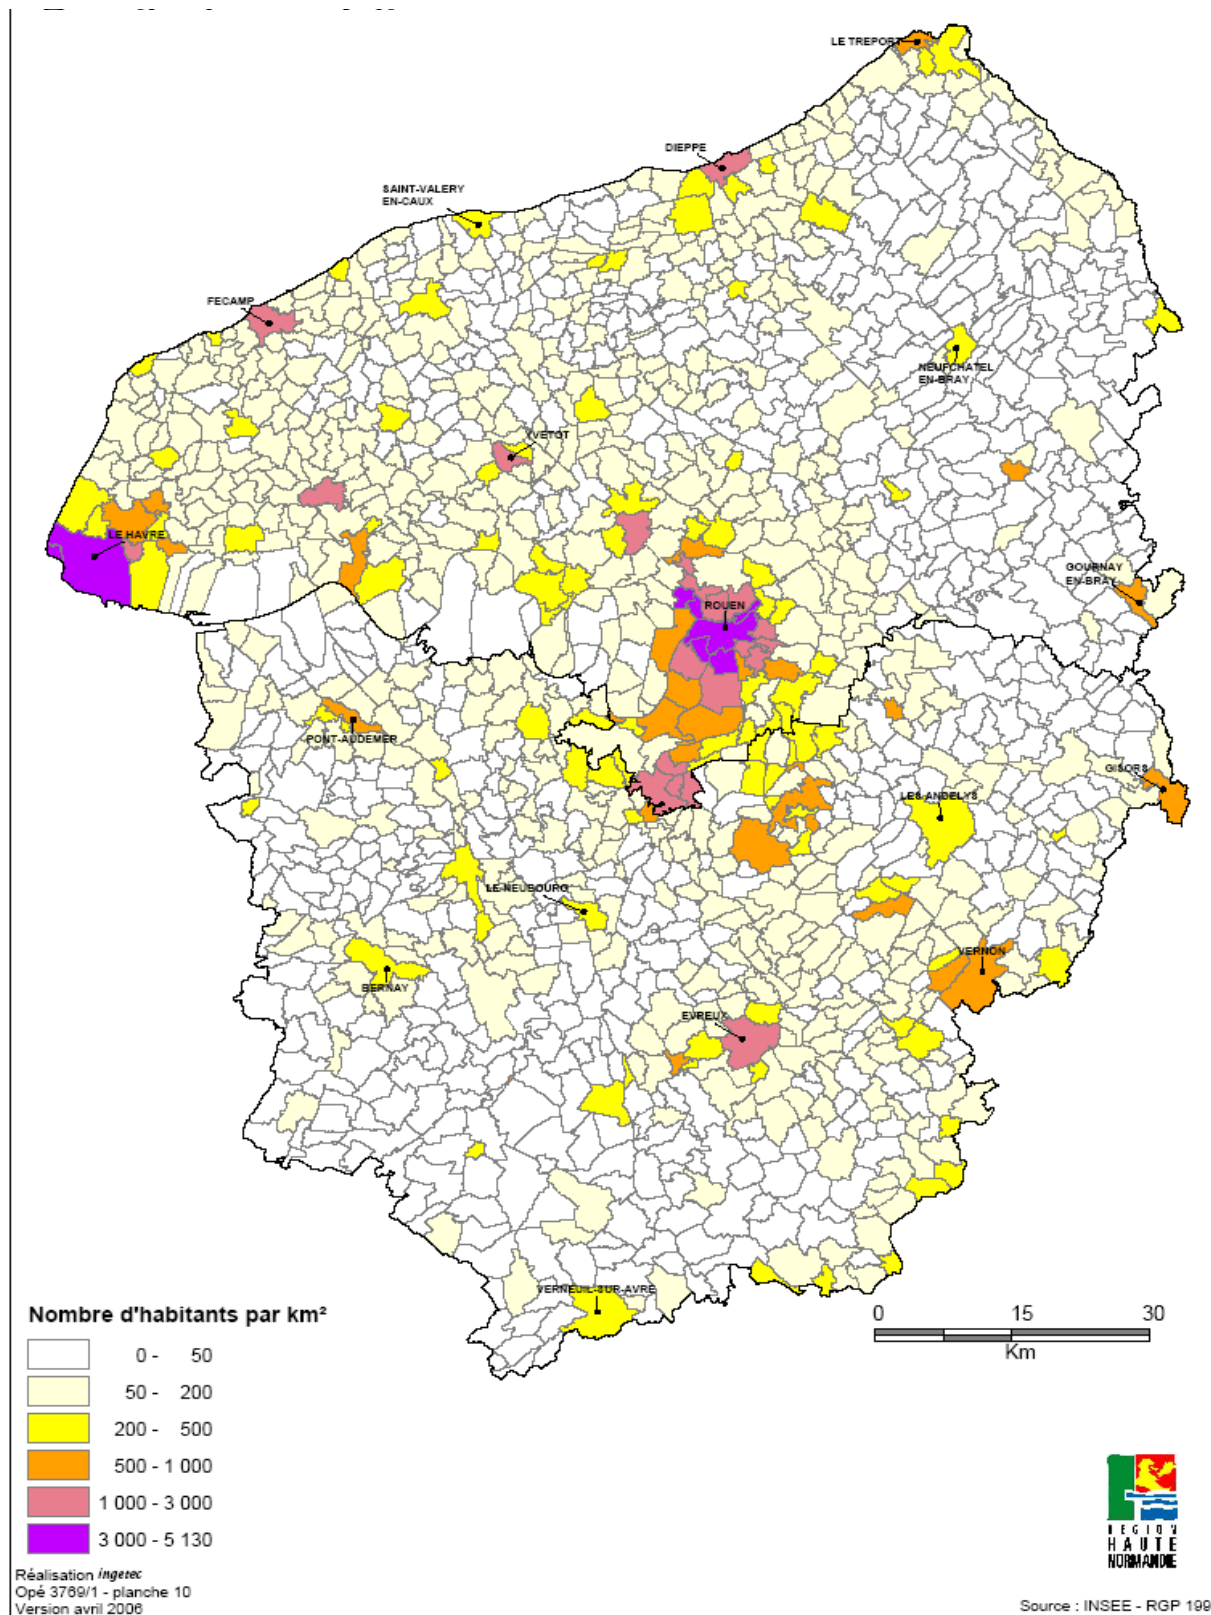 LE TREPORT
DIEPPE
SAINT-VALERY
EN-CAUX
FECAMP
NEUFCHATEL
EN-BRAY
YVETOT
LE HAVRE
GOURNAY
EN-BRAY
ROUEN
PONT-AUDEMER
GISORS
LES ANDELYS
LE NEUBOURG
VERNON
BERNAY
EVREUX
VERNEUIL-SUR-AVRE
Nombre d'habitants par km²
0 - 50
50 - 200
200 - 500
500 - 1 000
1 000 - 3 000
3 000 - 5 130
0 15 30
Km
REGION
HAUTE
NORMANDIE
Réalisation ingetec
Opé 3769/1 - planche 10
Version avril 2006
Source : INSEE - RGP 199